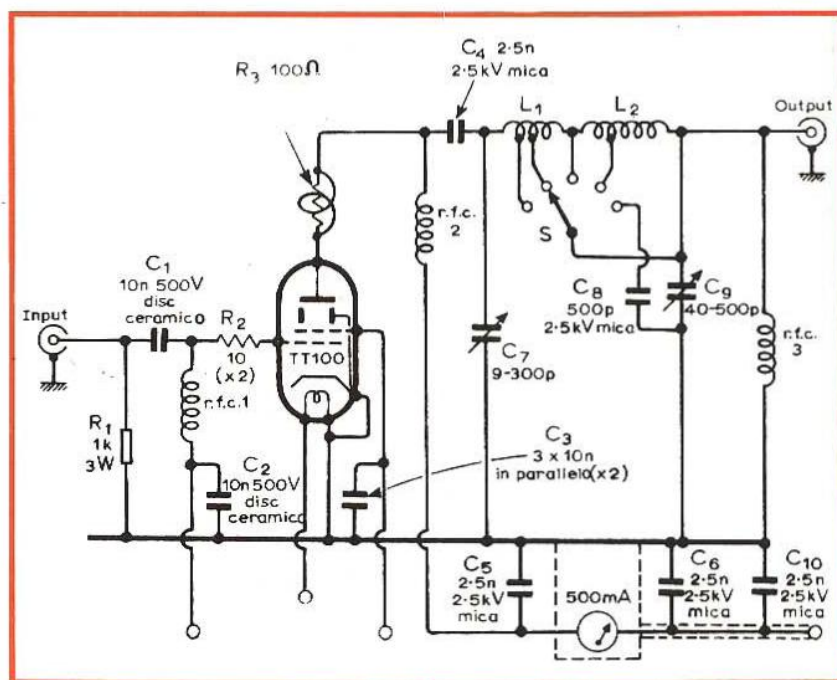 R3 100Ω
C4 2·5n
2·5kV mica
L1
L2
Output
r.f.c.
2
S
C1
10n 500V
disc
ceramico
Input
R2
10
(x2)
TT100
C8
500p
2·5kV mica
C9
40-500p
r.f.c.
3
C7
9-300p
r.f.c.1
R1
1k
3W
C2
10n 500V
disc
ceramico
C3
3 x 10n
in parallelo(x2)
C5
2·5n
2·5kV
mica
500mA
C6
2·5n
2·5kV
mica
C10
2·5n
2·5kV
mica